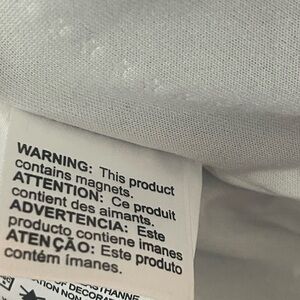 WARNING: This product
contains magnets.
ATTENTION: Ce produit
contient des aimants.
ADVERTENCIA: Este
producto contiene imanes
ATENÇÃO: Este produto
contém ímanes.